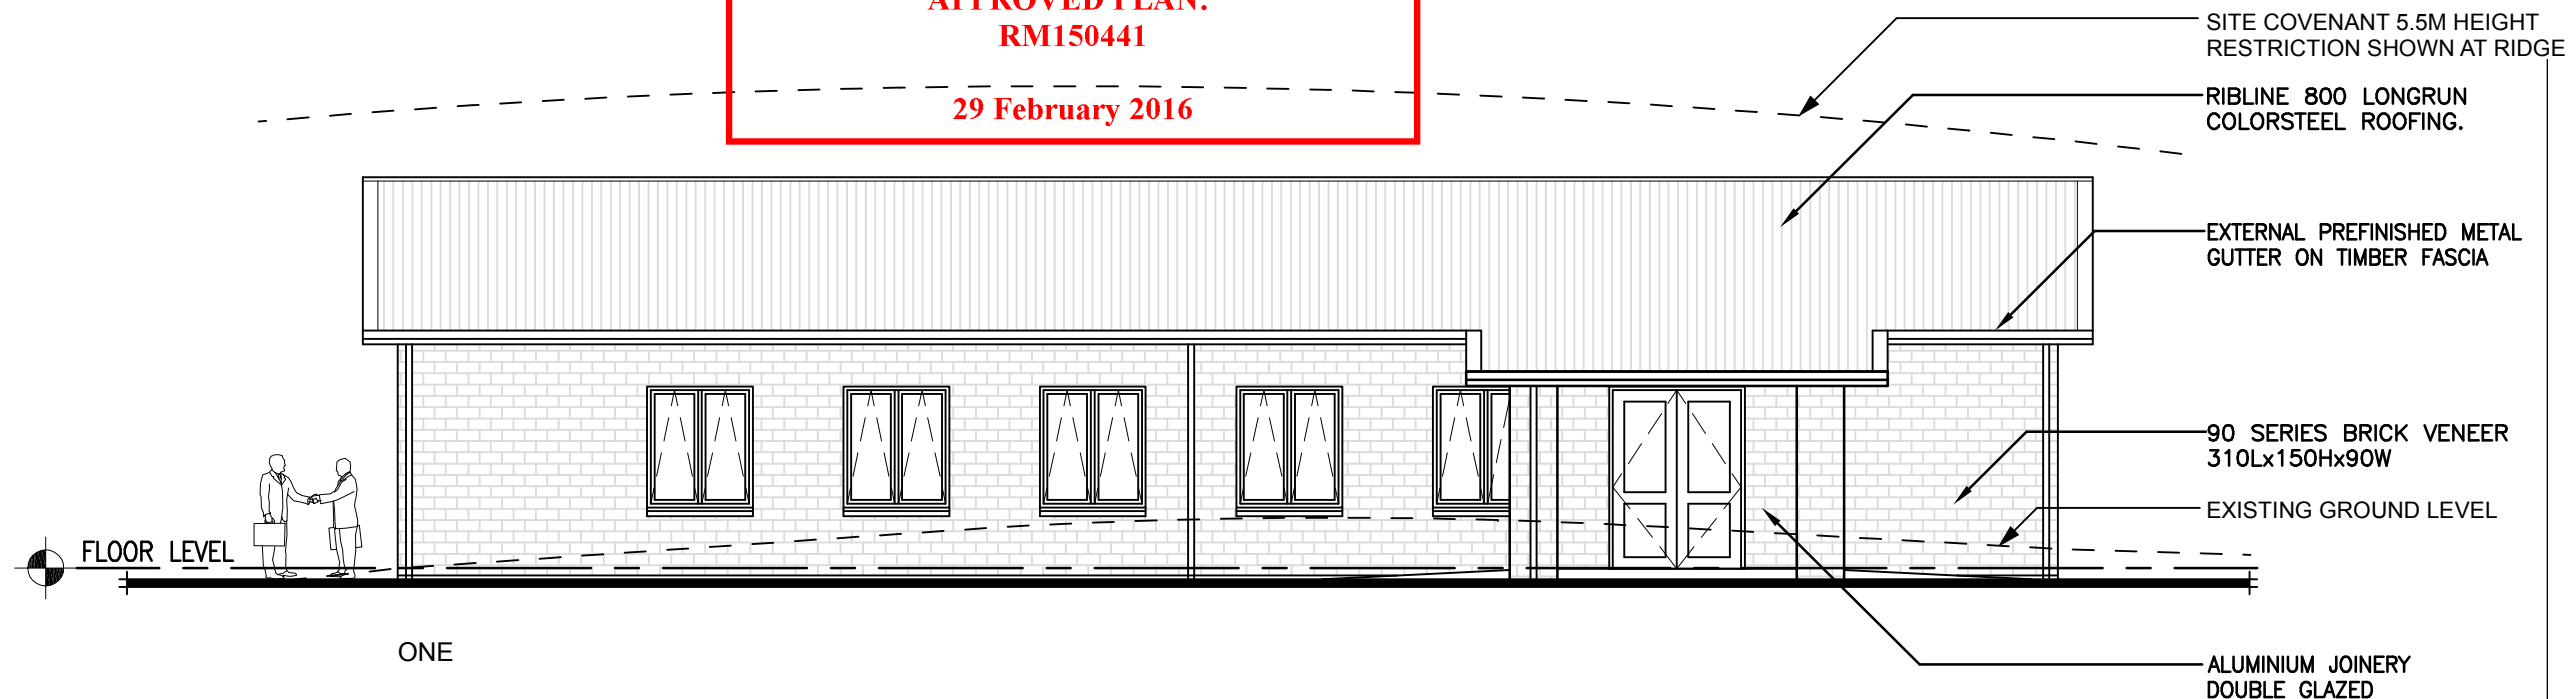 APPROVED PLAN:
RM150441
29 February 2016
SITE COVENANT 5.5M HEIGHT
RESTRICTION SHOWN AT RIDGE
RIBLINE 800 LONGRUN
COLORSTEEL ROOFING.
EXTERNAL PREFINISHED METAL
GUTTER ON TIMBER FASCIA
90 SERIES BRICK VENEER
310Lx150Hx90W
EXISTING GROUND LEVEL
FLOOR LEVEL
ONE
ALUMINIUM JOINERY
DOUBLE GLAZED